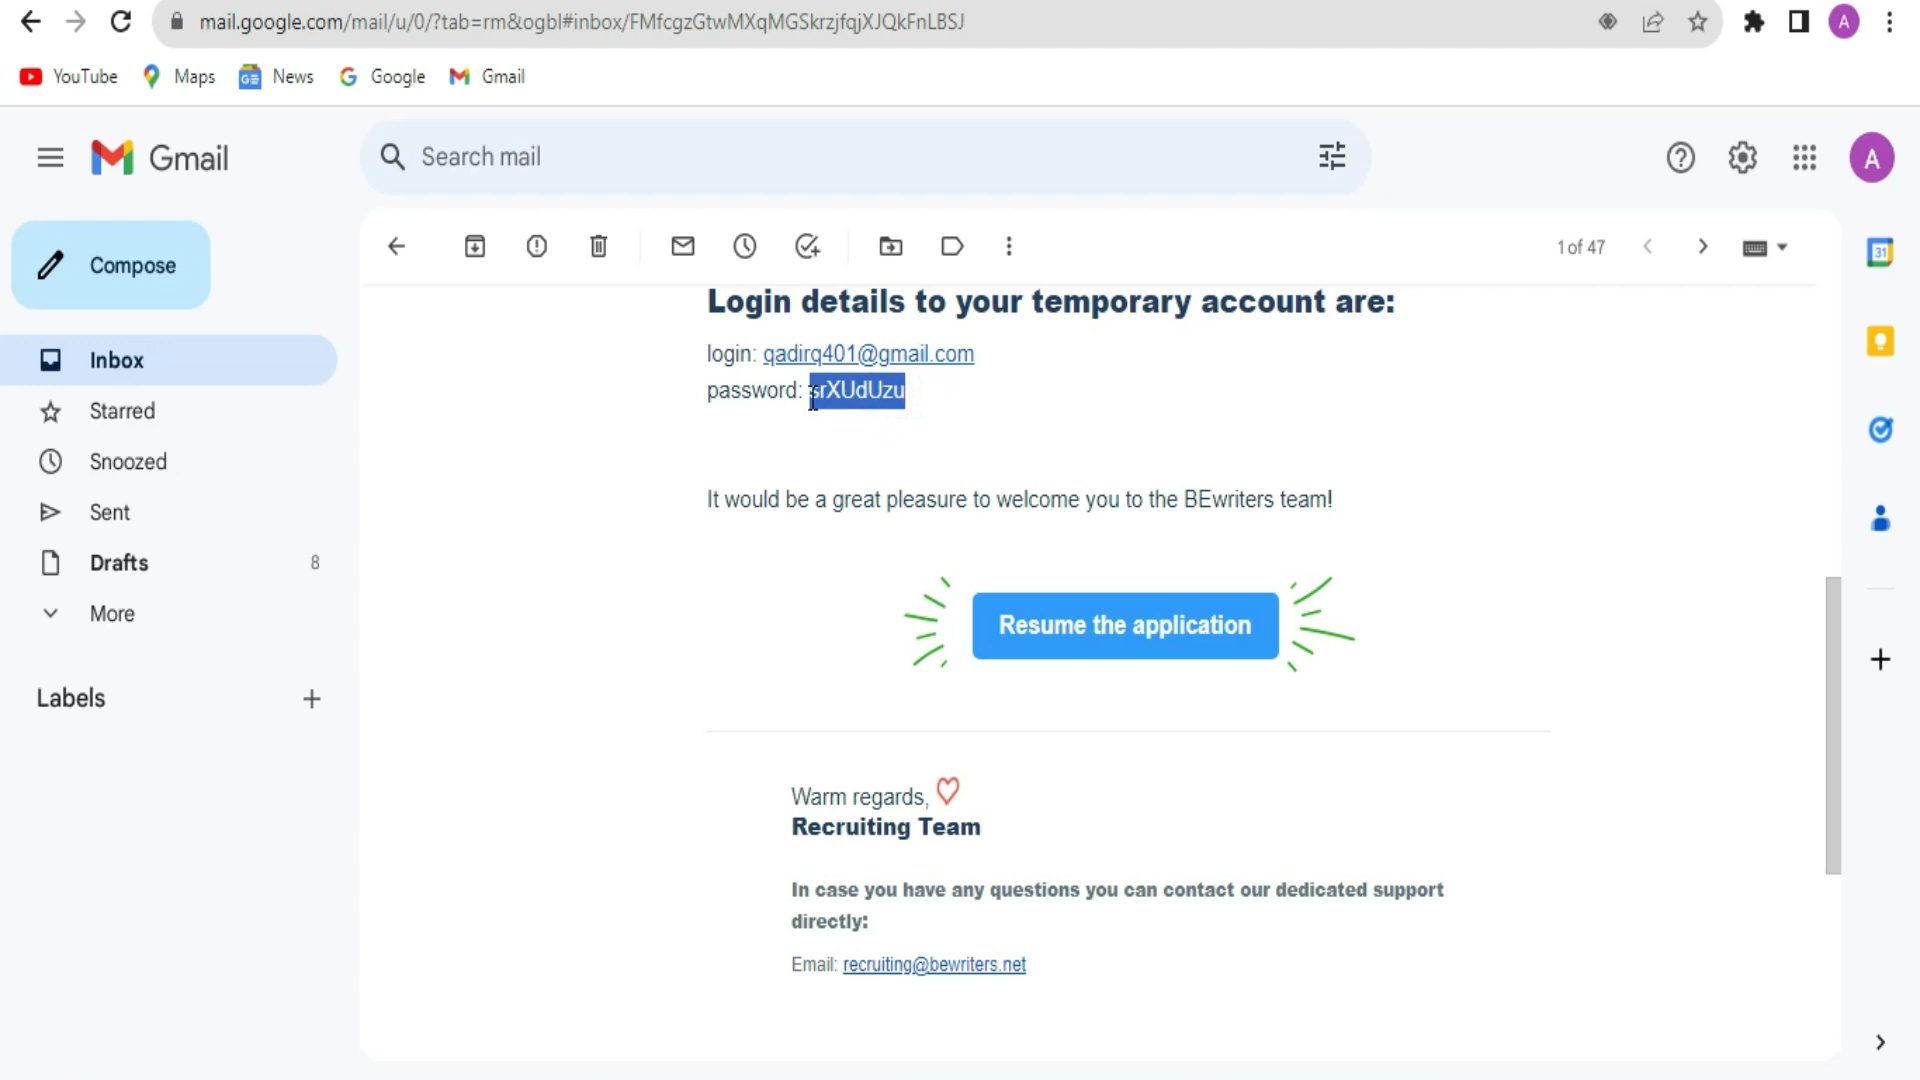 mail.google.com/mail/u/0/?tab=rm&ogbl#inbox/FMfcgzGtwMXqMGSkrzjfqjXJQkFnLBSJ
A
YouTube Maps News Google Gmail
Gmail
Search mail
A
Compose
1 of 47
31
Inbox
Starred
Snoozed
Sent
Drafts 8
More
Labels
Login details to your temporary account are:
login: qadirq401@gmail.com
password: srXUdUzu
It would be a great pleasure to welcome you to the BEwriters team!
Resume the application
Warm regards,
Recruiting Team
In case you have any questions you can contact our dedicated support
directly:
Email: recruiting@bewriters.net